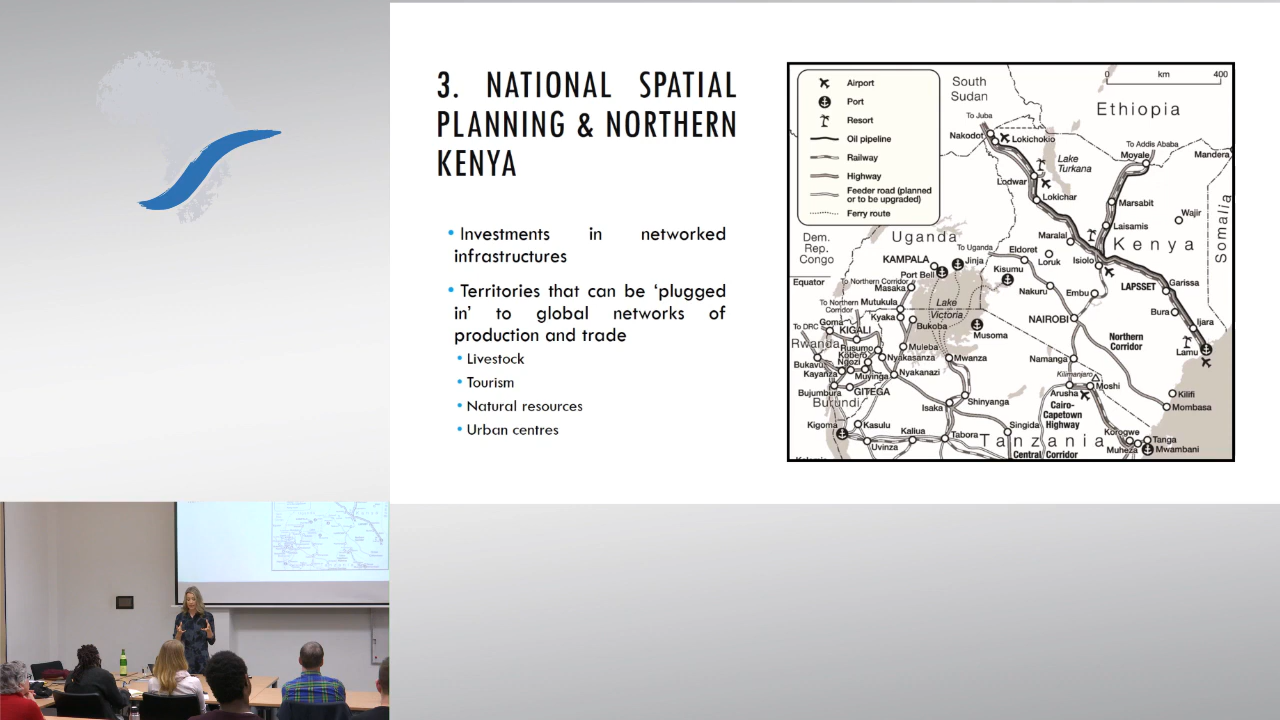 3. NATIONAL SPATIAL
PLANNING & NORTHERN
KENYA
• Investments in networked
infrastructures
• Territories that can be ‘plugged
in’ to global networks of
production and trade
• Livestock
• Tourism
• Natural resources
• Urban centres
Airport
Port
Resort
Oil pipeline
Railway
Highway
Feeder road (planned
or to be upgraded)
Ferry route
0 km 400
South
Sudan
Ethiopia
To Juba
Nakodot
Lokichokio
Lake
Turkana
To Addis Ababa
Moyale
Mandera
Lodwar
Lokichar
Marsabit
Wajir
Somalia
Laisamis
Maralal
Kenya
Dem.
Rep.
Congo
Uganda
To Uganda
Eldoret
Loruk
Isiolo
KAMPALA
Jinja
Port Bell
Kisumu
LAPSSET
Garissa
Equator
To Northern Corridor
Masaka
Nakuru
Embu
Bura
To Northern
Corridor
Mutukula
Lake
Victoria
Kyaka
NAIROBI
Ijara
Goma
To DRC
KIGALI
Bukoba
Musoma
Northern
Corridor
Rwanda
Rusumo
Muleba
Lamu
Kobero
Nyakasanza
Mwanza
Namanga
Bukavu
Ngozi
Kayanza
Muyinga
Nyakanazi
Kilimanjaro
Moshi
Bujumbura
GITEGA
Arusha
Kilifi
Burundi
Isaka
Shinyanga
Cairo-
Capetown
Highway
Mombasa
Kigoma
Kasulu
Kaliua
Singida
Korogwe
Tanga
Uvinza
Tabora
Tanzania
Muheza
Mwambani
Central Corridor